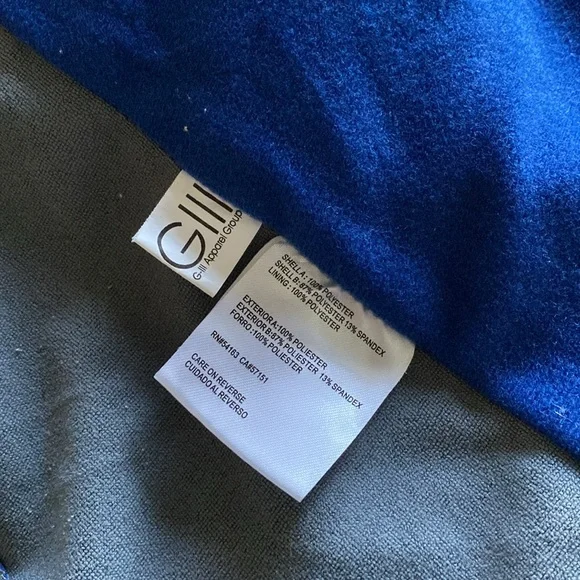 GIII
G-III Apparel Group
SHELL A: 100% POLYESTER
SHELL B: 87% POLYESTER 13% SPANDEX
LINING: 100% POLYESTER
EXTERIOR A:100% POLIESTER
EXTERIOR B:87% POLIESTER 13% SPANDEX
FORRO:100% POLIESTER
RN#54163 CA#57151
CARE ON REVERSE
CUIDADO AL REVERSO